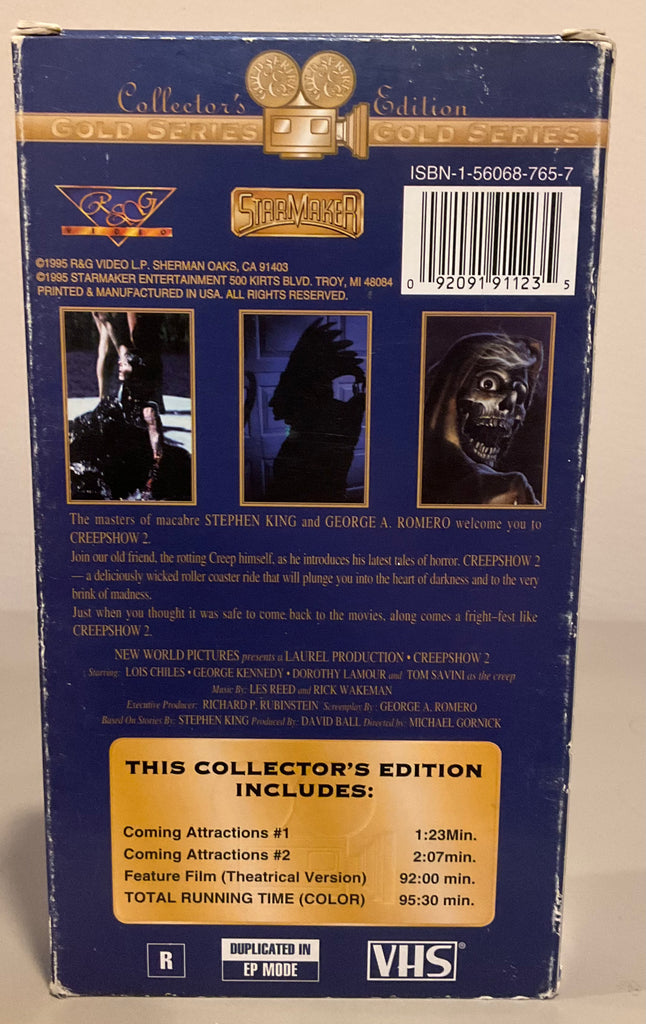 Collector's Edition
GOLD SERIES GOLD SERIES
ISBN-1-56068-765-7
R&G
VIDEO
STARMAKER
©1995 R&G VIDEO L.P. SHERMAN OAKS, CA 91403
©1995 STARMAKER ENTERTAINMENT 500 KIRTS BLVD. TROY, MI 48084
PRINTED & MANUFACTURED IN USA. ALL RIGHTS RESERVED.
0 92091 91123 5
The masters of macabre STEPHEN KING and GEORGE A. ROMERO welcome you to
CREEPSHOW 2.
Join our old friend, the rotting Creep himself, as he introduces his latest tales of horror. CREEPSHOW 2
— a deliciously wicked roller coaster ride that will plunge you into the heart of darkness and to the very
brink of madness.
Just when you thought it was safe to come back to the movies, along comes a fright-fest like
CREEPSHOW 2.
NEW WORLD PICTURES presents a LAUREL PRODUCTION • CREEPSHOW 2
Starring: LOIS CHILES • GEORGE KENNEDY • DOROTHY LAMOUR and TOM SAVINI as the creep
Music By: LES REED and RICK WAKEMAN
Executive Producer: RICHARD P. RUBINSTEIN Screenplay By: GEORGE A. ROMERO
Based On Stories By: STEPHEN KING Produced By: DAVID BALL Directed by: MICHAEL GORNICK
THIS COLLECTOR'S EDITION
INCLUDES:
Coming Attractions #1 1:23Min.
Coming Attractions #2 2:07min.
Feature Film (Theatrical Version) 92:00 min.
TOTAL RUNNING TIME (COLOR) 95:30 min.
R
DUPLICATED IN
EP MODE
VHS®